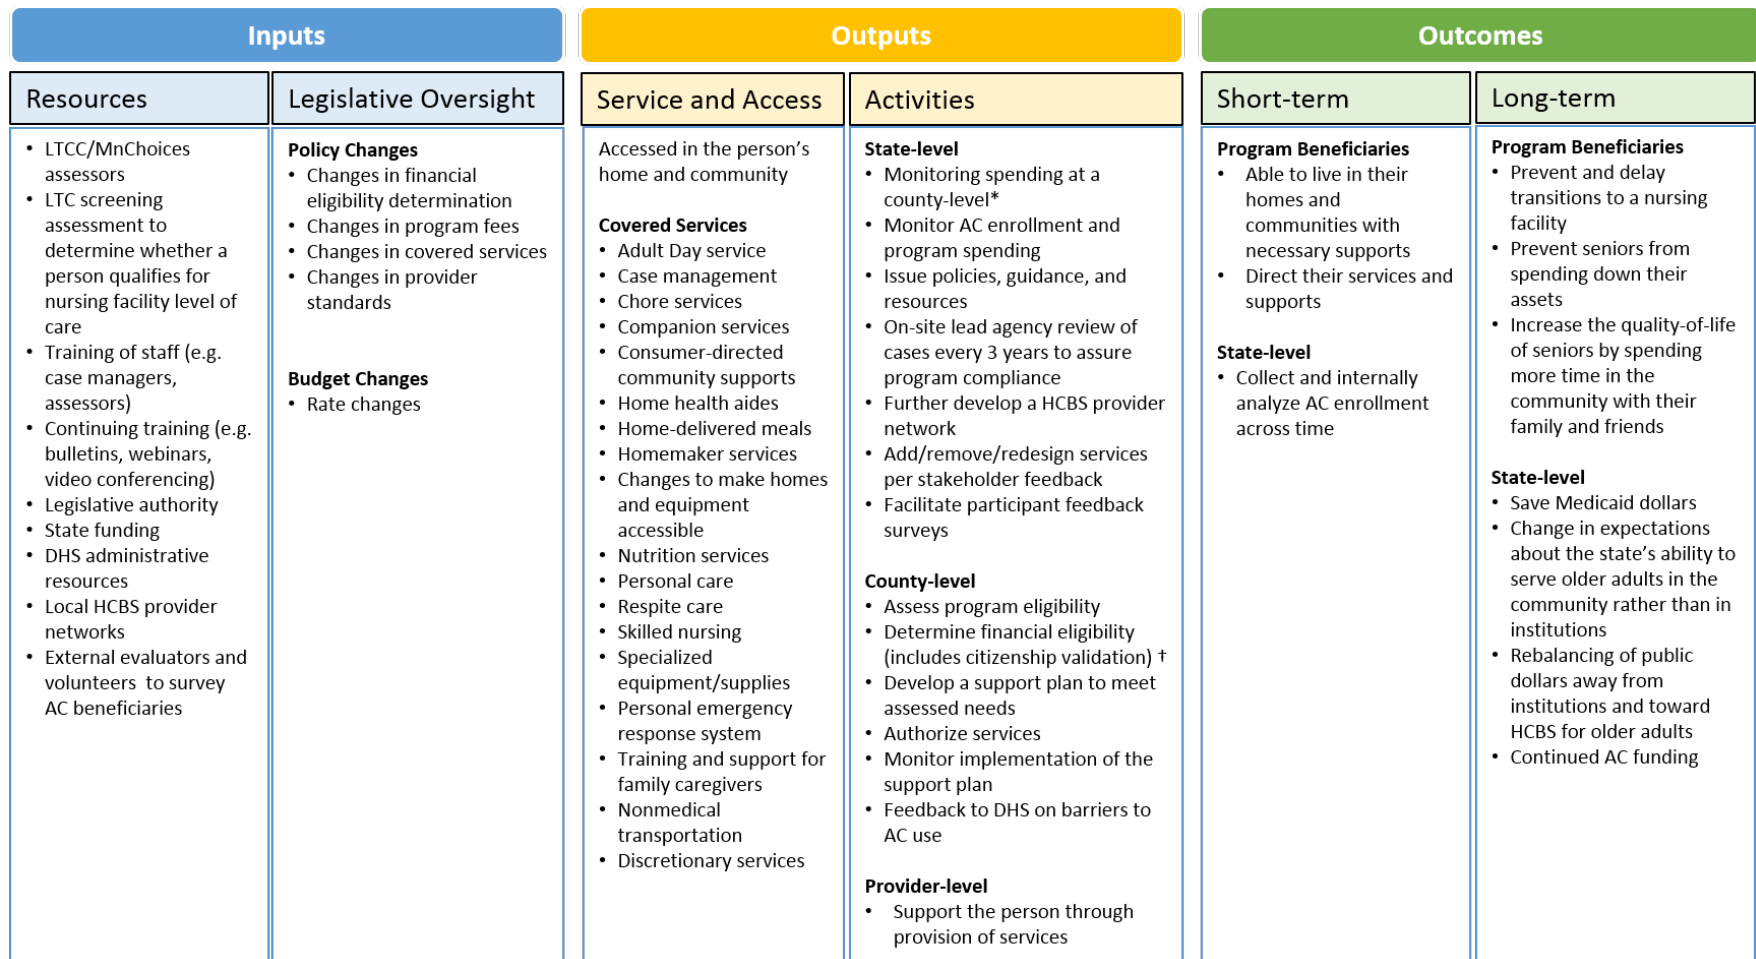 Inputs
Outputs
Outcomes
Resources
• LTCC/MnChoices
assessors
• LTC screening
assessment to
determine whether a
person qualifies for
nursing facility level of
care
• Training of staff (e.g.
case managers,
assessors)
• Continuing training (e.g.
bulletins, webinars,
video conferencing)
• Legislative authority
• State funding
• DHS administrative
resources
• Local HCBS provider
networks
• External evaluators and
volunteers to survey
AC beneficiaries
Legislative Oversight
Policy Changes
• Changes in financial
eligibility determination
• Changes in program fees
• Changes in covered services
• Changes in provider
standards
Budget Changes
• Rate changes
Service and Access
Accessed in the person’s
home and community
Covered Services
• Adult Day service
• Case management
• Chore services
• Companion services
• Consumer-directed
community supports
• Home health aides
• Home-delivered meals
• Homemaker services
• Changes to make homes
and equipment
accessible
• Nutrition services
• Personal care
• Respite care
• Skilled nursing
• Specialized
equipment/supplies
• Personal emergency
response system
• Training and support for
family caregivers
• Nonmedical
transportation
• Discretionary services
Activities
State-level
• Monitoring spending at a
county-level*
• Monitor AC enrollment and
program spending
• Issue policies, guidance, and
resources
• On-site lead agency review of
cases every 3 years to assure
program compliance
• Further develop a HCBS provider
network
• Add/remove/redesign services
per stakeholder feedback
• Facilitate participant feedback
surveys
County-level
• Assess program eligibility
• Determine financial eligibility
(includes citizenship validation) †
• Develop a support plan to meet
assessed needs
• Authorize services
• Monitor implementation of the
support plan
• Feedback to DHS on barriers to
AC use
Provider-level
• Support the person through
provision of services
Short-term
Program Beneficiaries
• Able to live in their
homes and
communities with
necessary supports
• Direct their services and
supports
State-level
• Collect and internally
analyze AC enrollment
across time
Long-term
Program Beneficiaries
• Prevent and delay
transitions to a nursing
facility
• Prevent seniors from
spending down their
assets
• Increase the quality-of-life
of seniors by spending
more time in the
community with their
family and friends
State-level
• Save Medicaid dollars
• Change in expectations
about the state’s ability to
serve older adults in the
community rather than in
institutions
• Rebalancing of public
dollars away from
institutions and toward
HCBS for older adults
• Continued AC funding